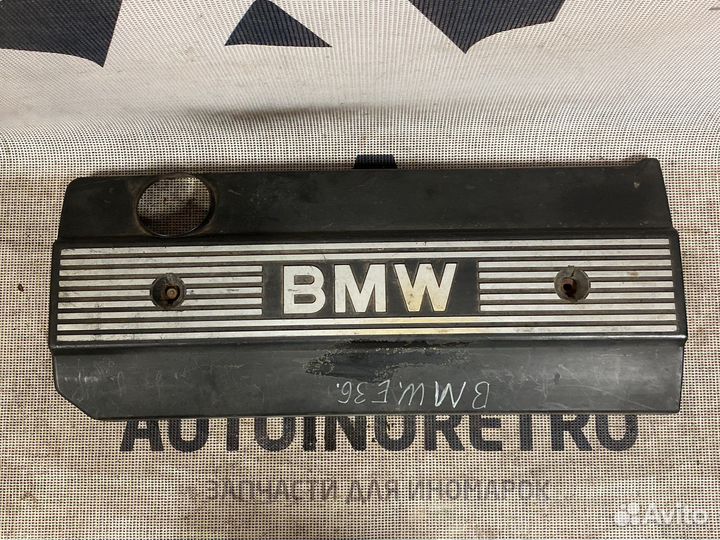 BMW
BMW.E36.
AUTOINORETRO
ЗАПЧАСТИ ДЛЯ ИНОМАРОК
Avito